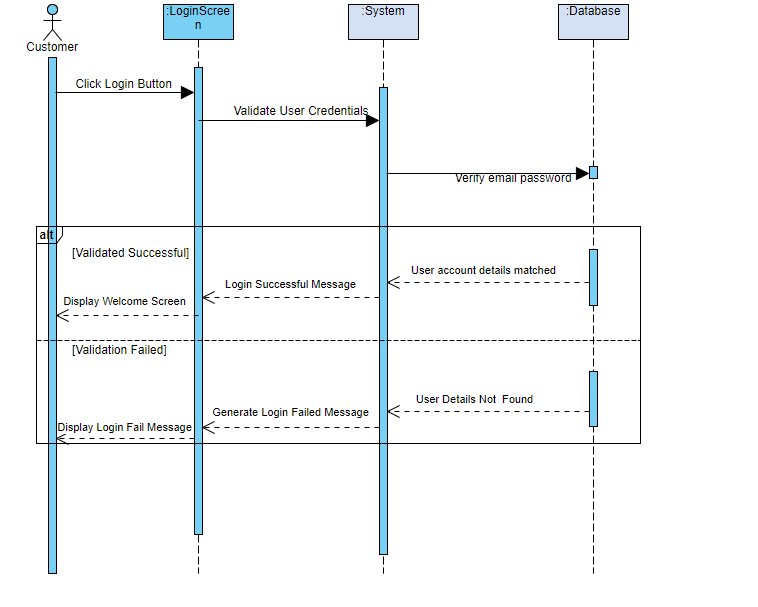 :LoginScree
n
:System
:Database
Customer
Click Login Button
Validate User Credentials
Verify email password
alt
[Validated Successful]
User account details matched
Login Successful Message
Display Welcome Screen
[Validation Failed]
User Details Not  Found
Generate Login Failed Message
Display Login Fail Message